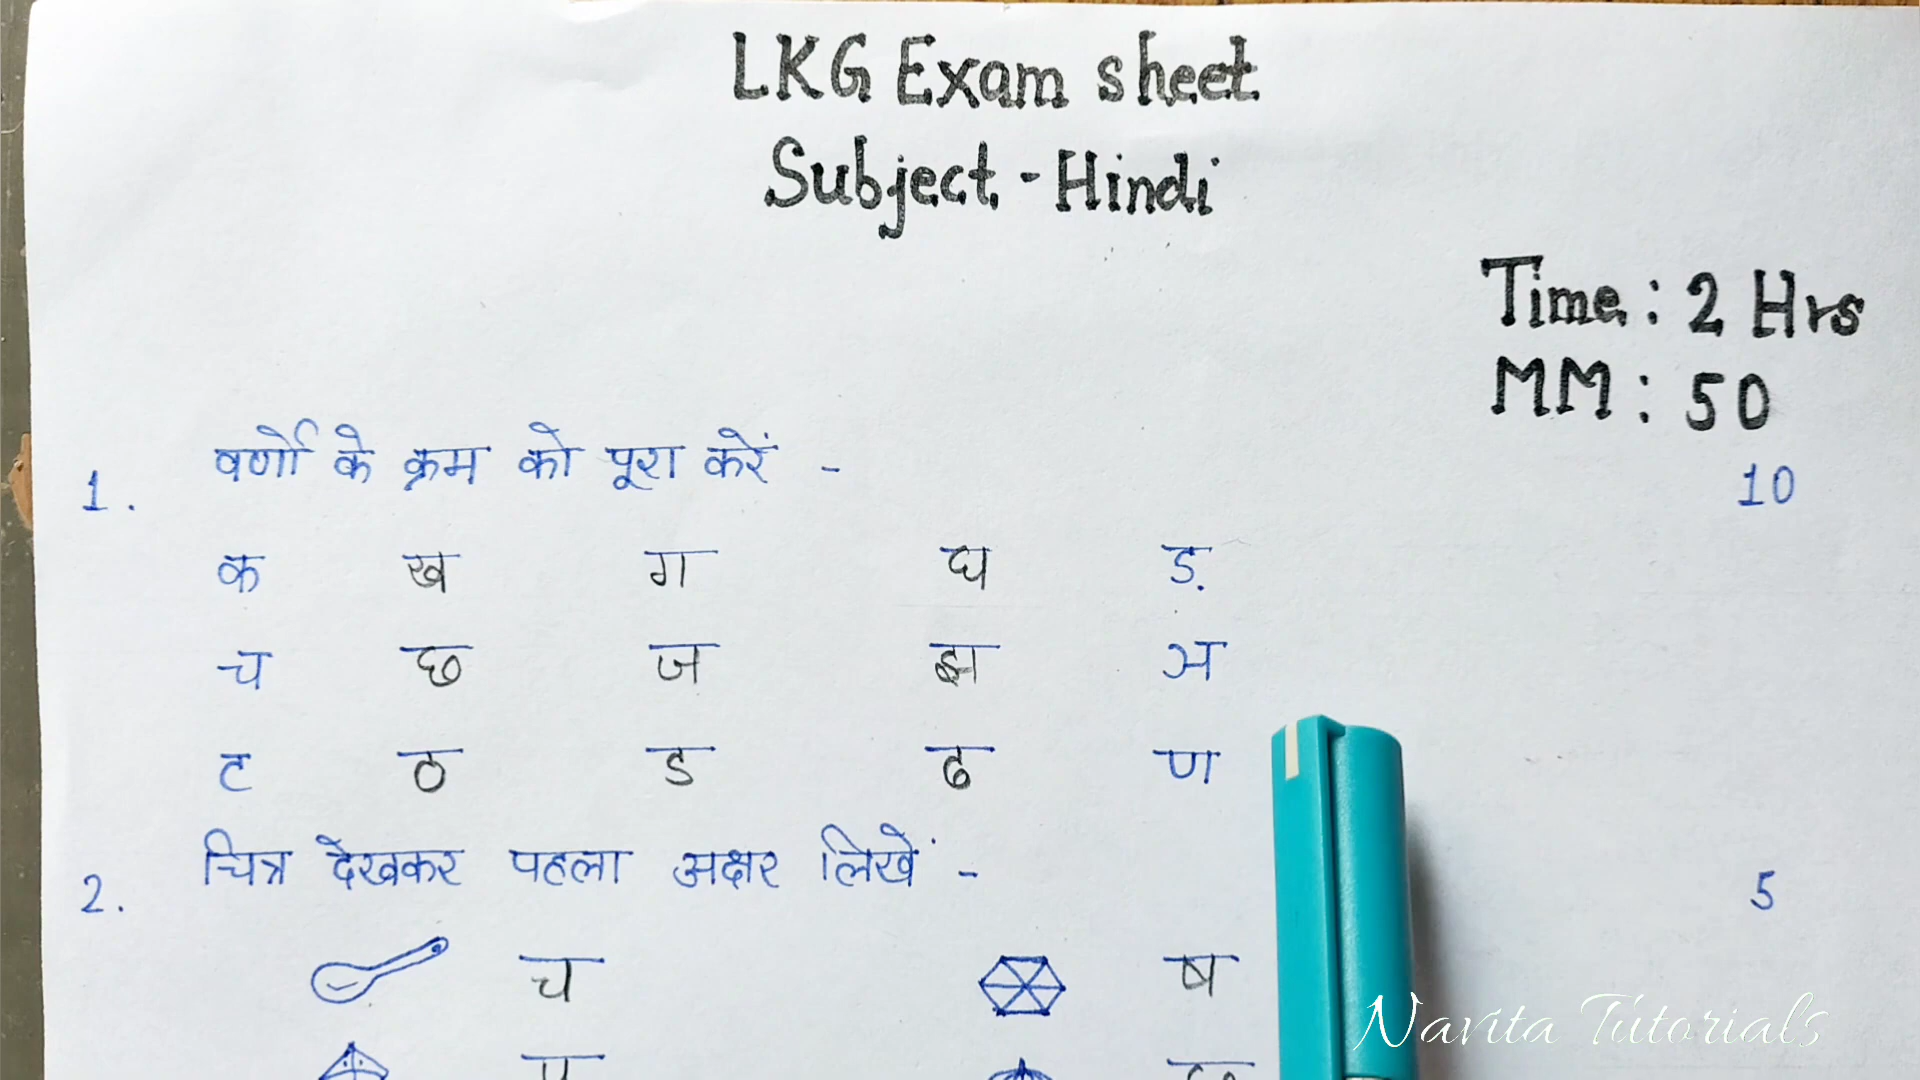 LKG Exam sheet
Subject - Hindi
Time : 2 Hrs
MM : 50
1. वर्णो के क्रम को पूरा करें - 10
क ख ग घ ङ
च छ ज झ ञ
ट ठ ड ढ ण
2. चित्र देखकर पहला अक्षर लिखें - 5
च ष
Navita Tutorials